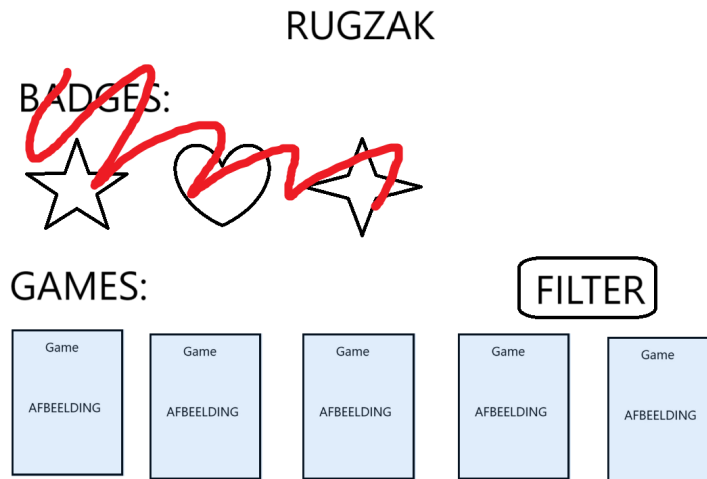 RUGZAK
BADGES:
GAMES:
FILTER
Game
AFBEELDING
Game
AFBEELDING
Game
AFBEELDING
Game
AFBEELDING
Game
AFBEELDING